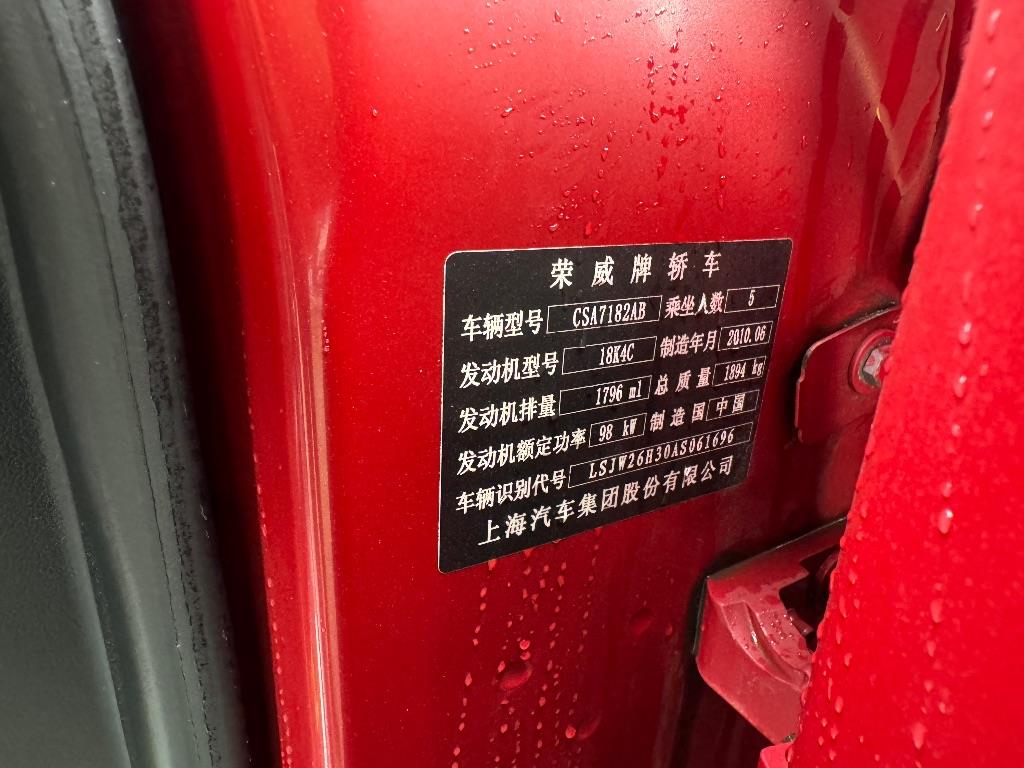 荣威牌轿车
车辆型号 CSA7182AB 乘坐人数 5
发动机型号 18K4C 制造年月 2010.06
发动机排量 1796 ml 总质量 1894 kg
发动机额定功率 98 kW 制造国 中国
车辆识别代号 LSJW26H30AS061696
上海汽车集团股份有限公司